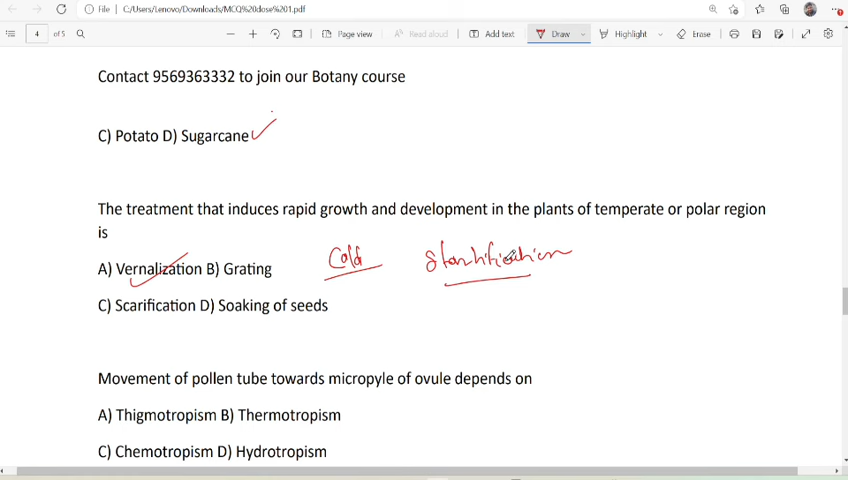 File C:/Users/Lenovo/Downloads/MCQ%20dose%201.pdf
4 of 5 Page view Read aloud Add text Draw Highlight Erase
Contact 9569363332 to join our Botany course
C) Potato D) Sugarcane
The treatment that induces rapid growth and development in the plants of temperate or polar region
is
Cold
A) Vernalization B) Grating
C) Scarification D) Soaking of seeds
Movement of pollen tube towards micropyle of ovule depends on
A) Thigmotropism B) Thermotropism
C) Chemotropism D) Hydrotropism